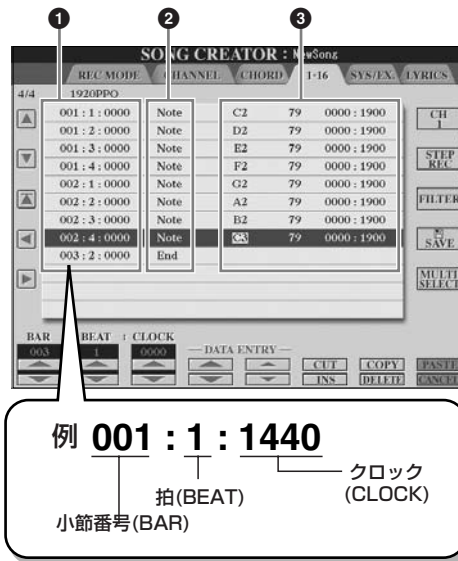 1 2 3
SONG CREATOR : NewSong
REC MODE CHANNEL CHORD 1-16 SYS/EX. LYRICS
4/4 1920PPQ
001 : 1 : 0000 Note C2 79 0000 : 1900
001 : 2 : 0000 Note D2 79 0000 : 1900
001 : 3 : 0000 Note E2 79 0000 : 1900
001 : 4 : 0000 Note F2 79 0000 : 1900
002 : 1 : 0000 Note G2 79 0000 : 1900
002 : 2 : 0000 Note A2 79 0000 : 1900
002 : 3 : 0000 Note B2 79 0000 : 1900
002 : 4 : 0000 Note C3 79 0000 : 1900
003 : 2 : 0000 End
CH
1
STEP
REC
FILTER
SAVE
MULTI
SELECT
BAR BEAT : CLOCK
003 1 0000
DATA ENTRY
CUT COPY PASTE
INS DELETE CANCEL
例 001 : 1 : 1440
クロック
(CLOCK)
拍(BEAT)
小節番号(BAR)